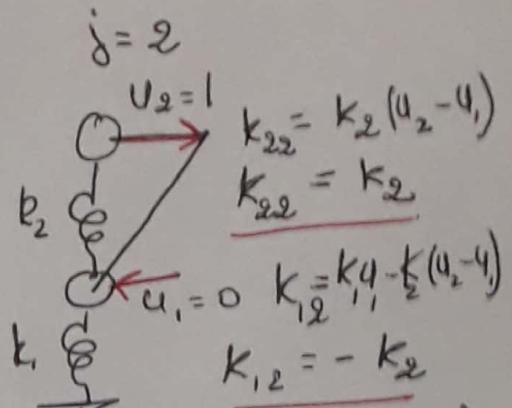 j = 2
u₂ = 1
k₂₂ = k₂ (u₂ - u₁)
k₂₂ = k₂
k₂
u₁ = 0
k₁₂ = k₁u₁ - k₂ (u₂ - u₁)
k₁
k₁₂ = - k₂